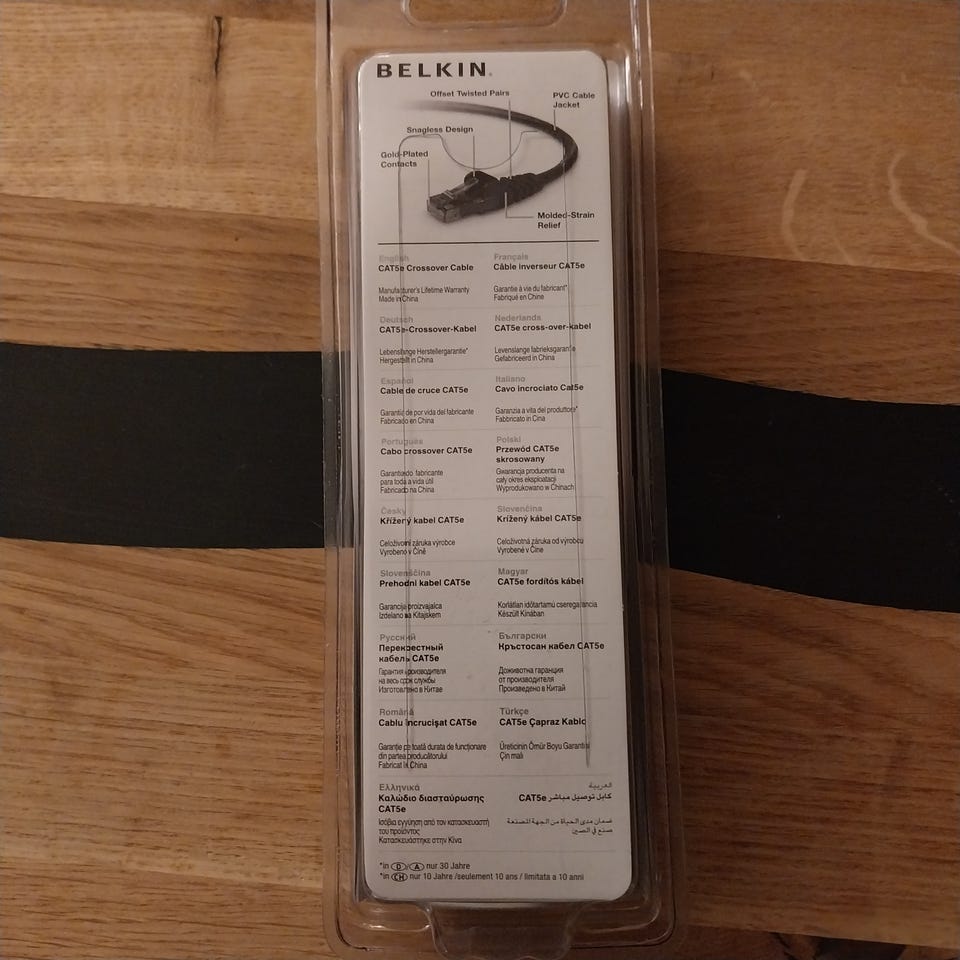 BELKIN
Offset Twisted Pairs
PVC Cable
Jacket
Snagless Design
Gold-Plated
Contacts
Molded-Strain
Relief
English
CAT5e Crossover Cable
Manufacturer's Lifetime Warranty
Made in China
Français
Câble inverseur CAT5e
Garantie à vie du fabricant*
Fabriqué en Chine
Deutsch
CAT5e-Crossover-Kabel
Lebenslange Herstellergarantie*
Hergestellt in China
Nederlands
CAT5e cross-over-kabel
Levenslange fabrieksgarantie
Gefabriceerd in China
Español
Cable de cruce CAT5e
Garantía de por vida del fabricante
Fabricado en China
Italiano
Cavo incrociato Cat5e
Garanzia a vita del produttore*
Fabbricato in Cina
Português
Cabo crossover CAT5e
Garantia do fabricante
para toda a vida útil
Fabricado na China
Polski
Przewód CAT5e
skrosowany
Gwarancja producenta na
cały okres eksploatacji
Wyprodukowano w Chinach
Česky
Křížený kabel CAT5e
Celoživotní záruka výrobce
Vyrobeno v Číně
Slovenčina
Krížený kábel CAT5e
Celoživotná záruka od výrobcu
Vyrobené v Číne
Slovenščina
Prehodni kabel CAT5e
Garancija proizvajalca
Izdelano na Kitajskem
Magyar
CAT5e fordítós kábel
Korlátlan időtartamú cseregarancia
Készült Kínában
Русский
Перекрестный
кабель CAT5e
Гарантия производителя
на весь срок службы
Изготовлено в Китае
Български
Кръстосан кабел CAT5e
Доживотна гаранция
от производителя
Произведено в Китай
Română
Cablu încrucişat CAT5e
Garanţie pe toată durata de funcţionare
din partea producătorului
Fabricat în China
Türkçe
CAT5e Çapraz Kablo
Üreticinin Ömür Boyu Garantisi
Çin malı
Ελληνικά
Καλώδιο διασταύρωσης
CAT5e
Ισόβια εγγύηση από τον κατασκευαστή
του προϊόντος
Κατασκευάστηκε στην Κίνα
العربية
كابل توصيل مباشر CAT5e
ضمان مدى الحياة من الجهة المصنعة
صنع في الصين
*in D/A nur 30 Jahre
*in CH nur 10 Jahre /seulement 10 ans / limitata a 10 anni